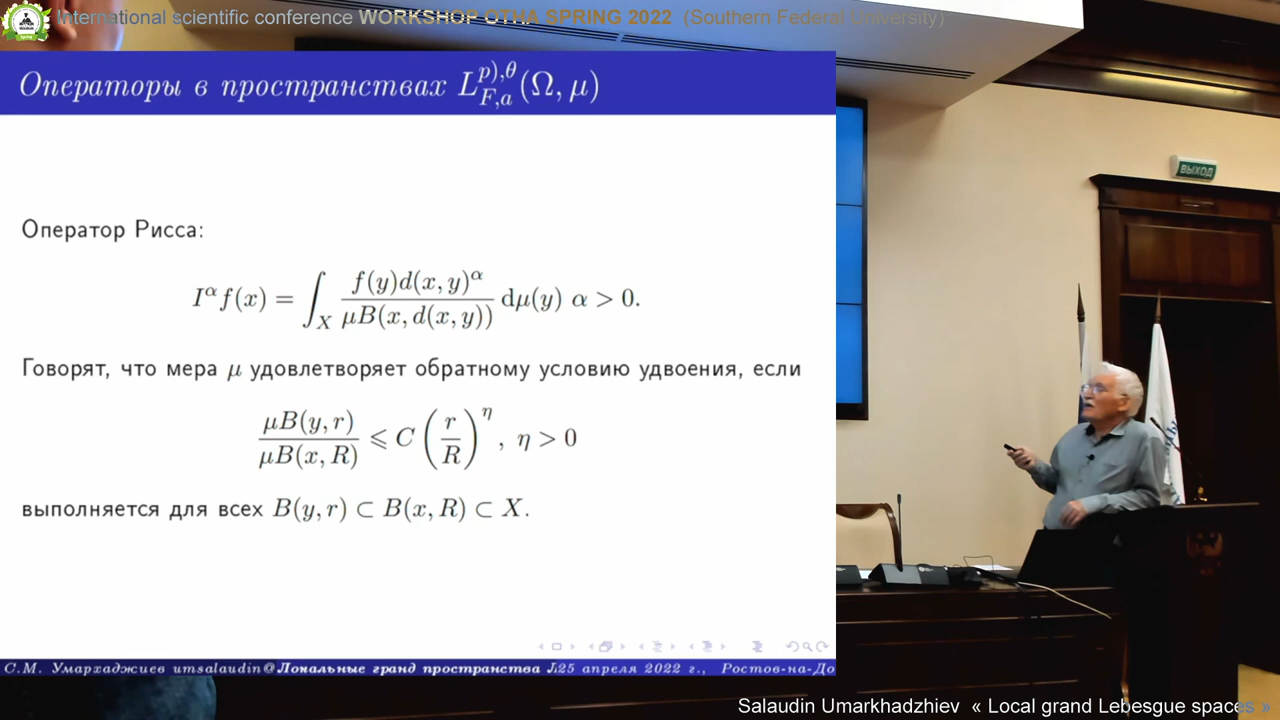 International scientific conference WORKSHOP OTHA SPRING 2022 (Southern Federal University)
Операторы в пространствах $L_{F,a}^{p),\theta}(\Omega, \mu)$
ВЫХОД
Оператор Рисса:
$I^{\alpha} f(x) = \int_X \frac{f(y)d(x,y)^{\alpha}}{\mu B(x,d(x,y))} \mathrm{d}\mu(y) \ \alpha > 0.$
Говорят, что мера $\mu$ удовлетворяет обратному условию удвоения, если
$\frac{\mu B(y,r)}{\mu B(x,R)} \leqslant C \left(\frac{r}{R}\right)^{\eta}, \ \eta > 0$
выполняется для всех $B(y,r) \subset B(x,R) \subset X.$
С.М. Умархаджиев umsalaudin@Локальные гранд пространства Л25 апреля 2022 г., Ростов-на-До
Salaudin Umarkhadzhiev « Local grand Lebesgue spaces »